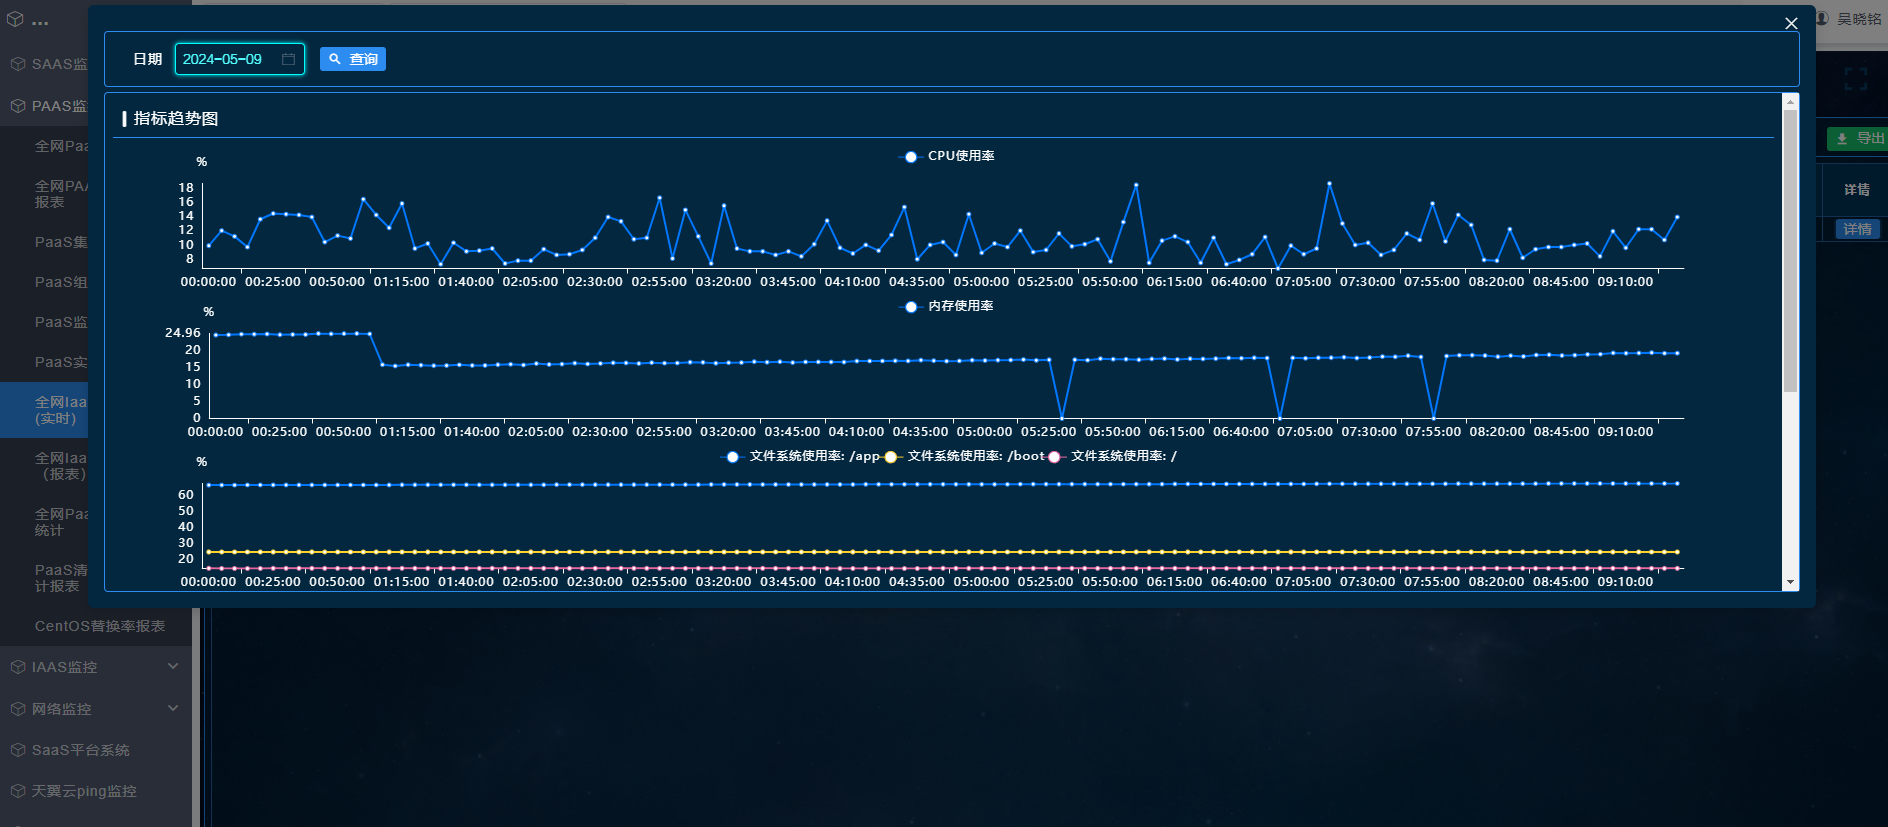 ...
吴晓铭
SAAS监
PAAS监
全网Paa
全网PAA
报表
PaaS集
PaaS组
PaaS监
PaaS实
全网Iaa
(实时)
全网Iaa
（报表）
全网Paa
统计
PaaS清
计报表
CentOS替换率报表
IAAS监控
网络监控
SaaS平台系统
天翼云ping监控
日期
2024-05-09
查询
导出
详情
详情
指标趋势图
%
CPU使用率
18
16
14
12
10
8
00:00:00 00:25:00 00:50:00 01:15:00 01:40:00 02:05:00 02:30:00 02:55:00 03:20:00 03:45:00 04:10:00 04:35:00 05:00:00 05:25:00 05:50:00 06:15:00 06:40:00 07:05:00 07:30:00 07:55:00 08:20:00 08:45:00 09:10:00
%
内存使用率
24.96
20
15
10
5
0
00:00:00 00:25:00 00:50:00 01:15:00 01:40:00 02:05:00 02:30:00 02:55:00 03:20:00 03:45:00 04:10:00 04:35:00 05:00:00 05:25:00 05:50:00 06:15:00 06:40:00 07:05:00 07:30:00 07:55:00 08:20:00 08:45:00 09:10:00
%
文件系统使用率: /app 文件系统使用率: /boot 文件系统使用率: /
60
50
40
30
20
00:00:00 00:25:00 00:50:00 01:15:00 01:40:00 02:05:00 02:30:00 02:55:00 03:20:00 03:45:00 04:10:00 04:35:00 05:00:00 05:25:00 05:50:00 06:15:00 06:40:00 07:05:00 07:30:00 07:55:00 08:20:00 08:45:00 09:10:00